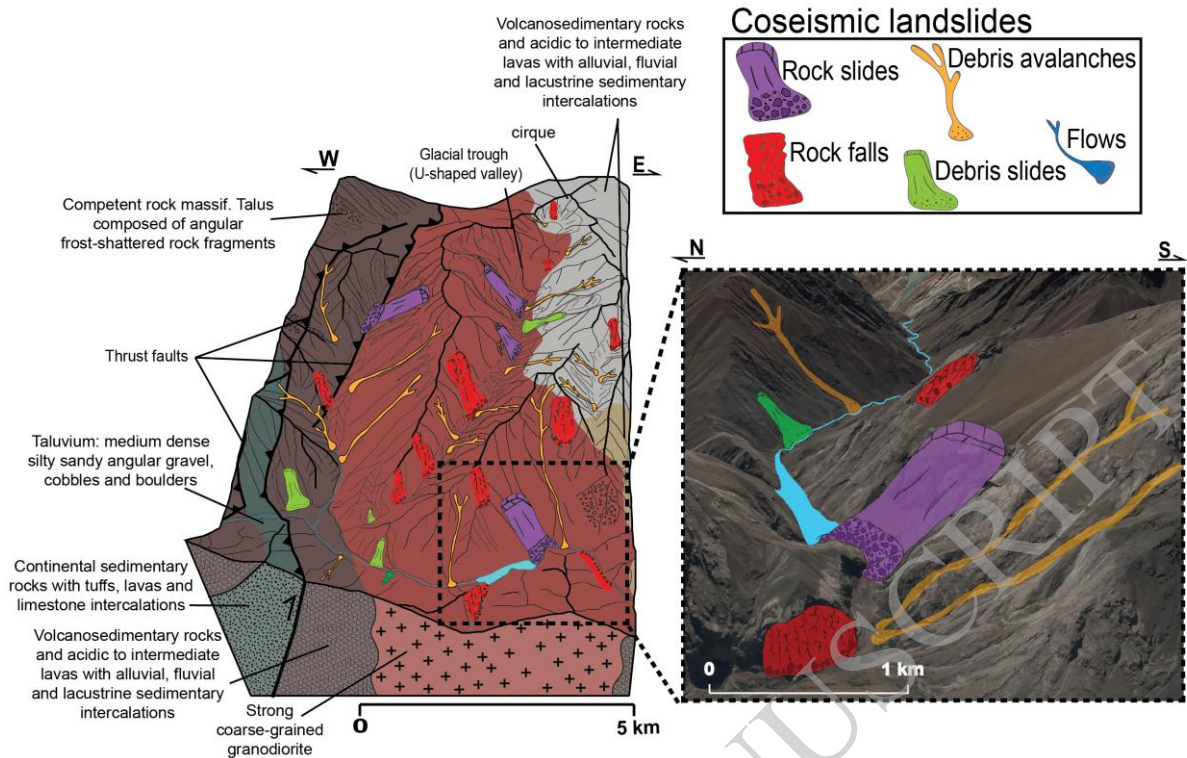 Volcanosedimentary rocks
and acidic to intermediate
lavas with alluvial, fluvial
and lacustrine sedimentary
intercalations
Coseismic landslides
Rock slides
Debris avalanches
Rock falls
Debris slides
Flows
W
E
cirque
Glacial trough
(U-shaped valley)
Competent rock massif. Talus
composed of angular
frost-shattered rock fragments
Thrust faults
Taluvium: medium dense
silty sandy angular gravel,
cobbles and boulders
Continental sedimentary
rocks with tuffs, lavas and
limestone intercalations
Volcanosedimentary rocks
and acidic to intermediate
lavas with alluvial, fluvial
and lacustrine sedimentary
intercalations
Strong
coarse-grained
granodiorite
0
5 km
N
S
0
1 km
USCRIPT